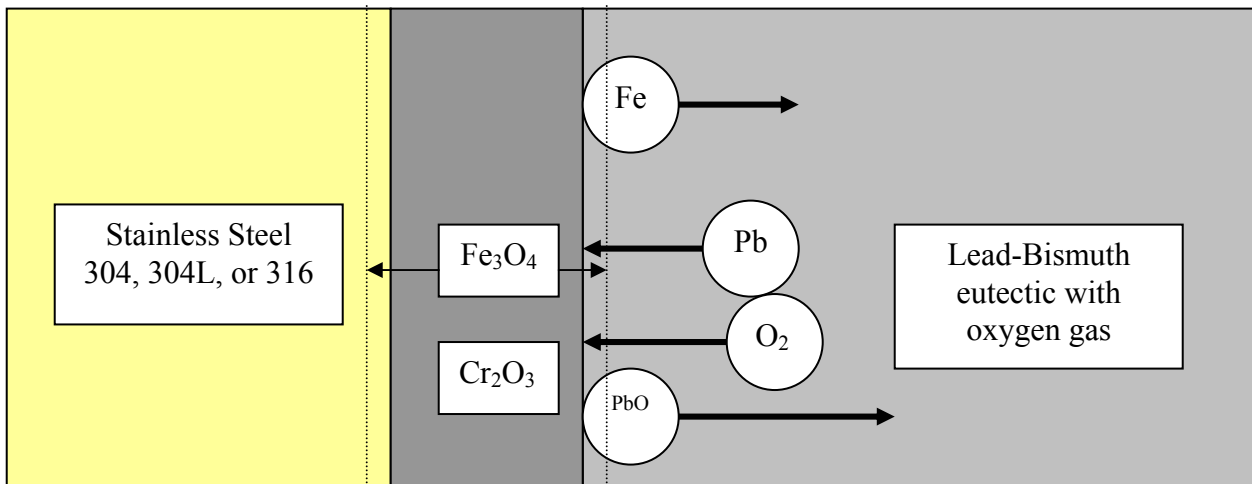 Fe
Stainless Steel
304, 304L, or 316
Fe₃O₄
Cr₂O₃
Pb
O₂
PbO
Lead-Bismuth
eutectic with
oxygen gas